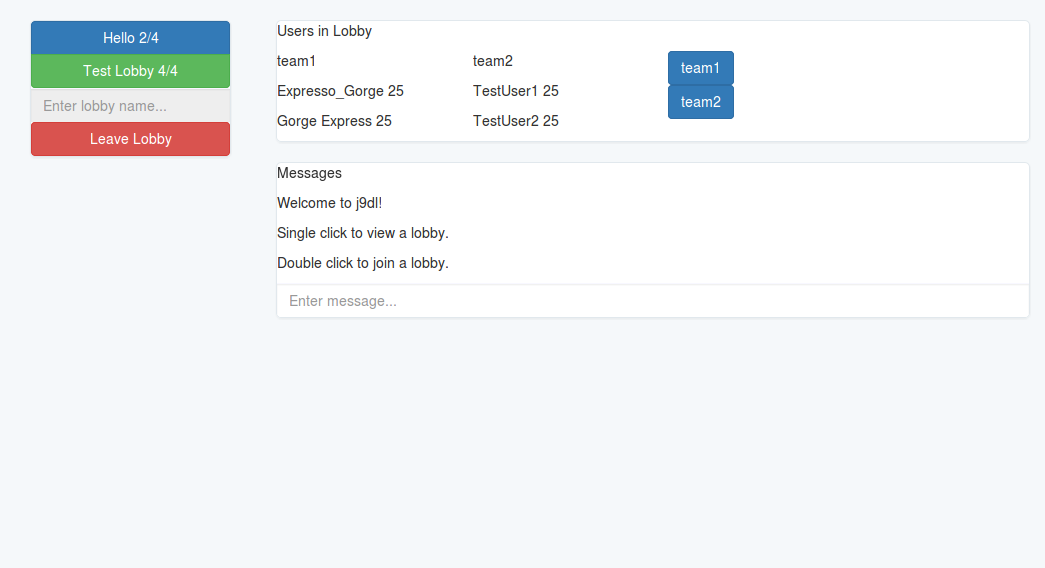 Hello 2/4
Test Lobby 4/4
Enter lobby name...
Leave Lobby
Users in Lobby
team1 team2 team1
Expresso_Gorge 25 TestUser1 25 team2
Gorge Express 25 TestUser2 25
Messages
Welcome to j9dl!
Single click to view a lobby.
Double click to join a lobby.
Enter message...